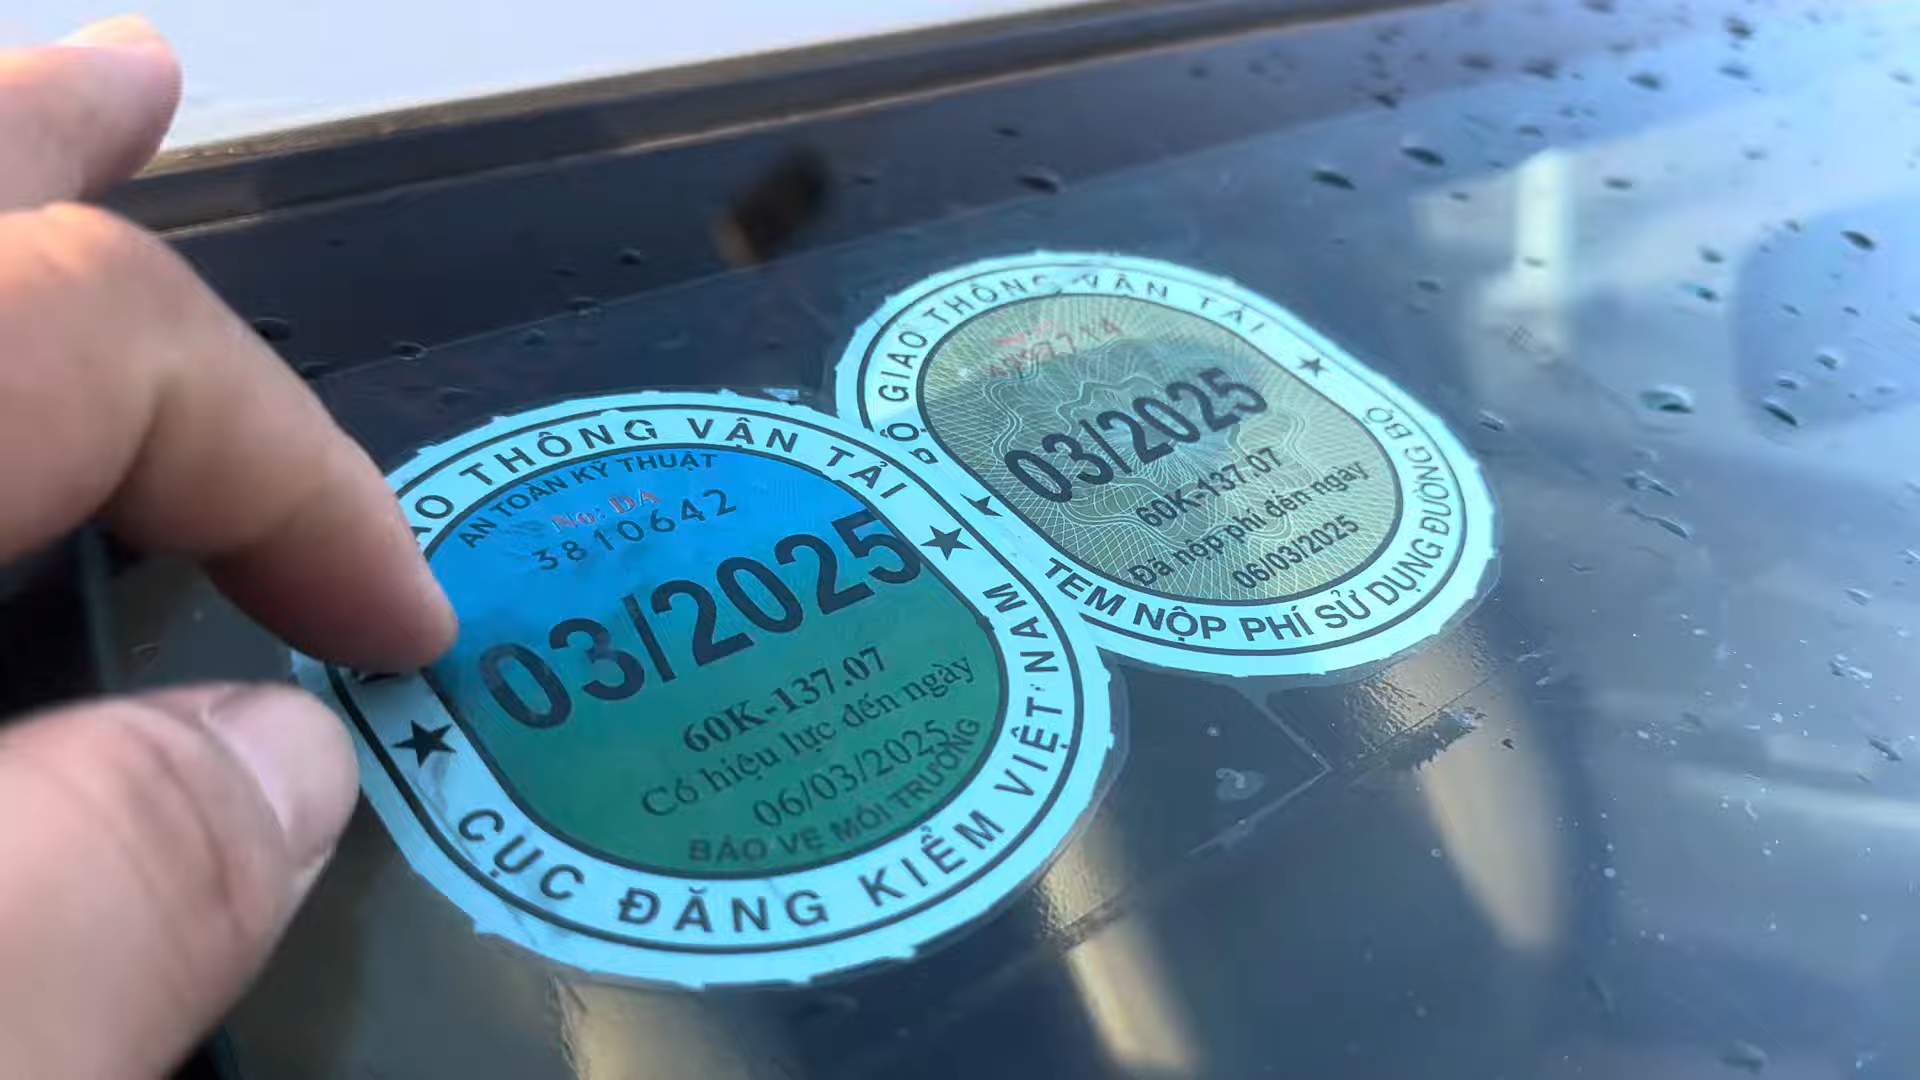 GIAO THÔNG VẬN TẢI
AN TOÀN KỸ THUẬT
No: DA
3810642
03/2025
60K-137.07
Có hiệu lực đến ngày
06/03/2025
BẢO VỆ MÔI TRƯỜNG
CỤC ĐĂNG KIỂM VIỆT NAM
BỘ GIAO THÔNG VẬN TẢI
03/2025
60K-137.07
Đã nộp phí đến ngày
06/03/2025
TEM NỘP PHÍ SỬ DỤNG ĐƯỜNG BỘ